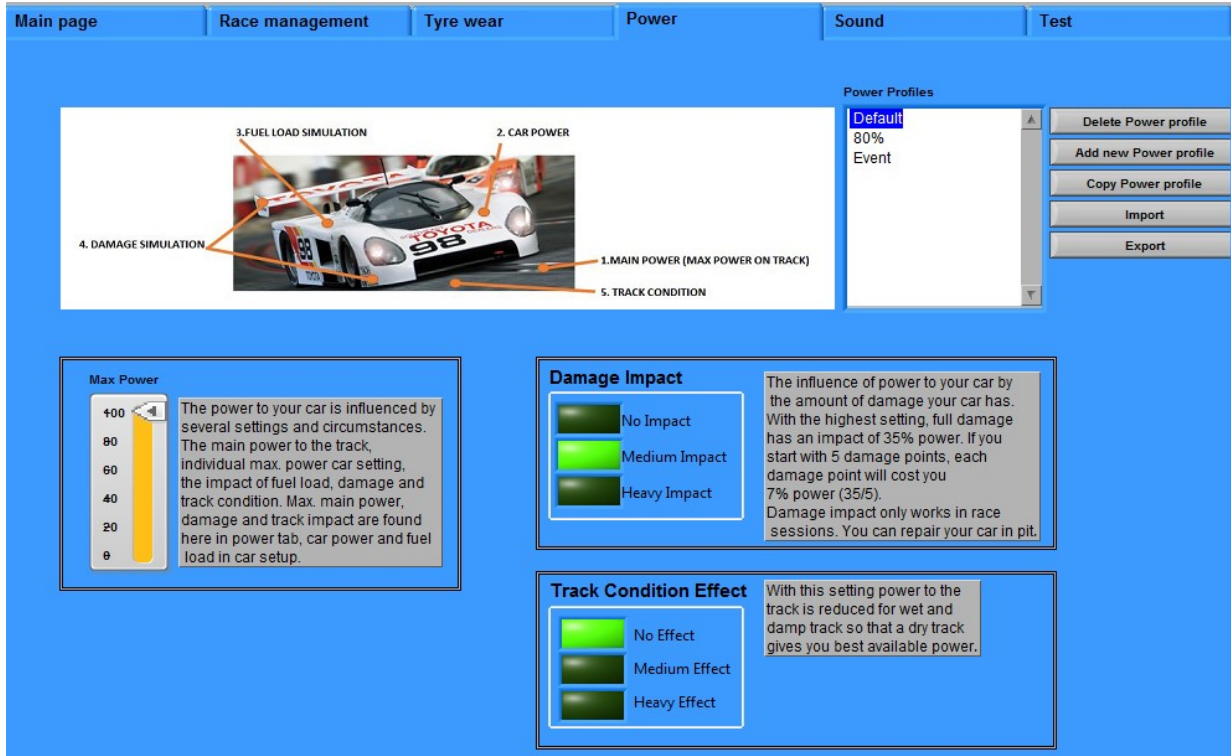 Main page
Race management
Tyre wear
Power
Sound
Test
Power Profiles
Default
80%
Event
Delete Power profile
Add new Power profile
Copy Power profile
Import
Export
3.FUEL LOAD SIMULATION
2. CAR POWER
4. DAMAGE SIMULATION
1.MAIN POWER (MAX POWER ON TRACK)
5. TRACK CONDITION
TOYOTA
TOYOTA
98
98
TOYOTA
Max Power
100
80
60
40
20
0
The power to your car is influenced by
several settings and circumstances.
The main power to the track,
individual max. power car setting,
the impact of fuel load, damage and
track condition. Max. main power,
damage and track impact are found
here in power tab, car power and fuel
load in car setup.
Damage Impact
No Impact
Medium Impact
Heavy Impact
The influence of power to your car by
the amount of damage your car has.
With the highest setting, full damage
has an impact of 35% power. If you
start with 5 damage points, each
damage point will cost you
7% power (35/5).
Damage impact only works in race
sessions. You can repair your car in pit.
Track Condition Effect
No Effect
Medium Effect
Heavy Effect
With this setting power to the
track is reduced for wet and
damp track so that a dry track
gives you best available power.